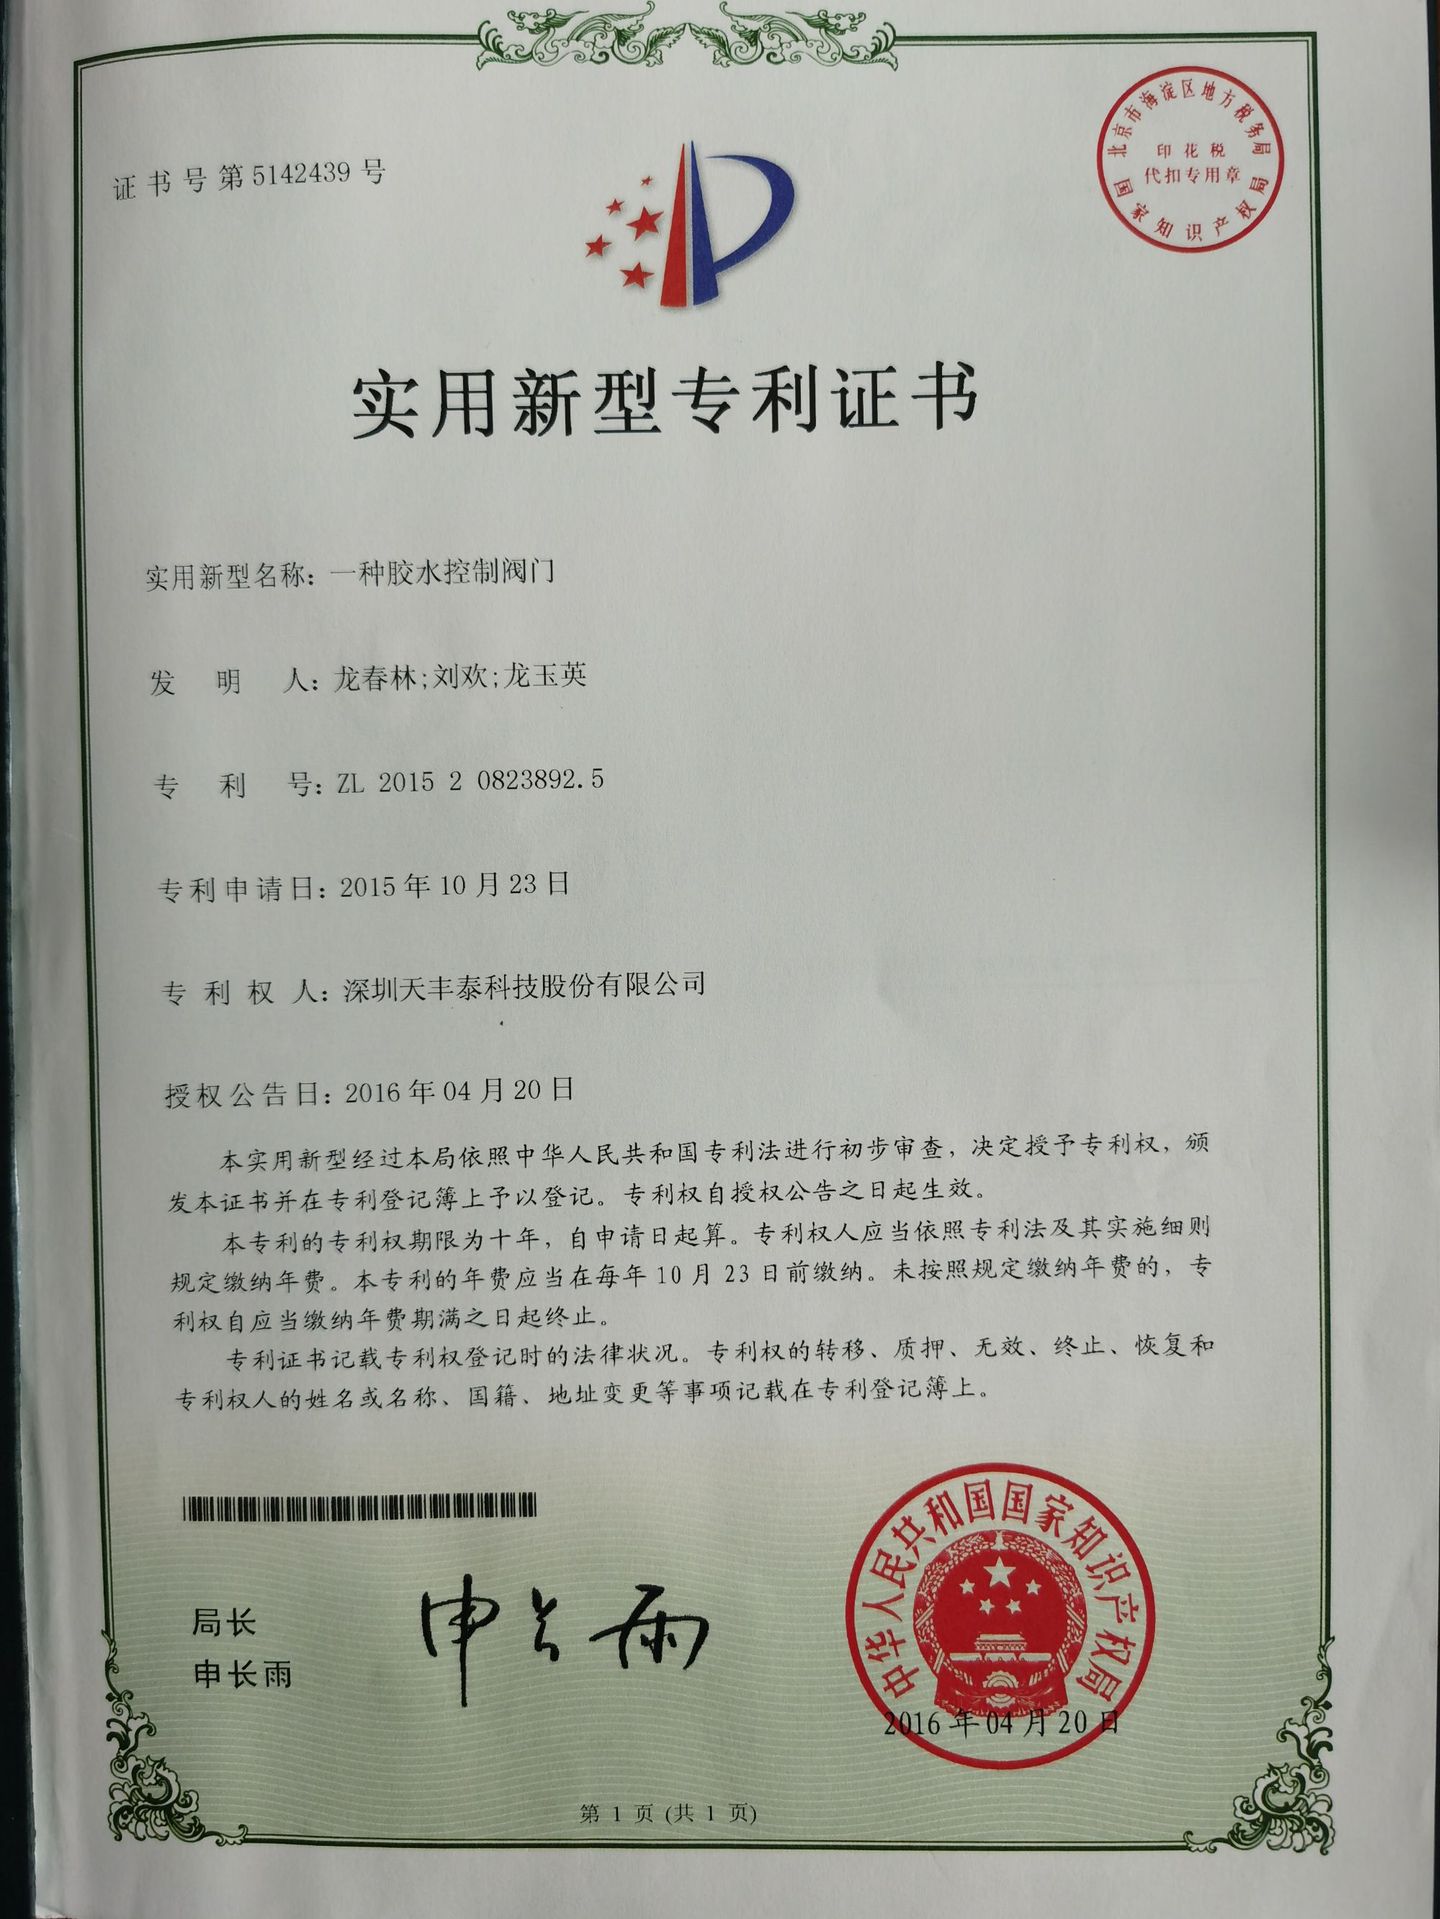 证书号第5142439号
北京市海淀区地方税务局
印花税
代扣专用章
国家知识产权局
实用新型专利证书
实用新型名称：一种胶水控制阀门
发明人：龙春林;刘欢;龙玉英
专利号：ZL 2015 2 0823892.5
专利申请日：2015年10月23日
专利权人：深圳天丰泰科技股份有限公司
授权公告日：2016年04月20日
本实用新型经过本局依照中华人民共和国专利法进行初步审查，决定授予专利权，颁
发本证书并在专利登记簿上予以登记。专利权自授权公告之日起生效。
本专利的专利权期限为十年，自申请日起算。专利权人应当依照专利法及其实施细则
规定缴纳年费。本专利的年费应当在每年10月23日前缴纳。未按照规定缴纳年费的，专
利权自应当缴纳年费期满之日起终止。
专利证书记载专利权登记时的法律状况。专利权的转移、质押、无效、终止、恢复和
专利权人的姓名或名称、国籍、地址变更等事项记载在专利登记簿上。
局长
申长雨
申长雨
中华人民共和国国家知识产权局
2016年04月20日
第 1 页 (共 1 页)